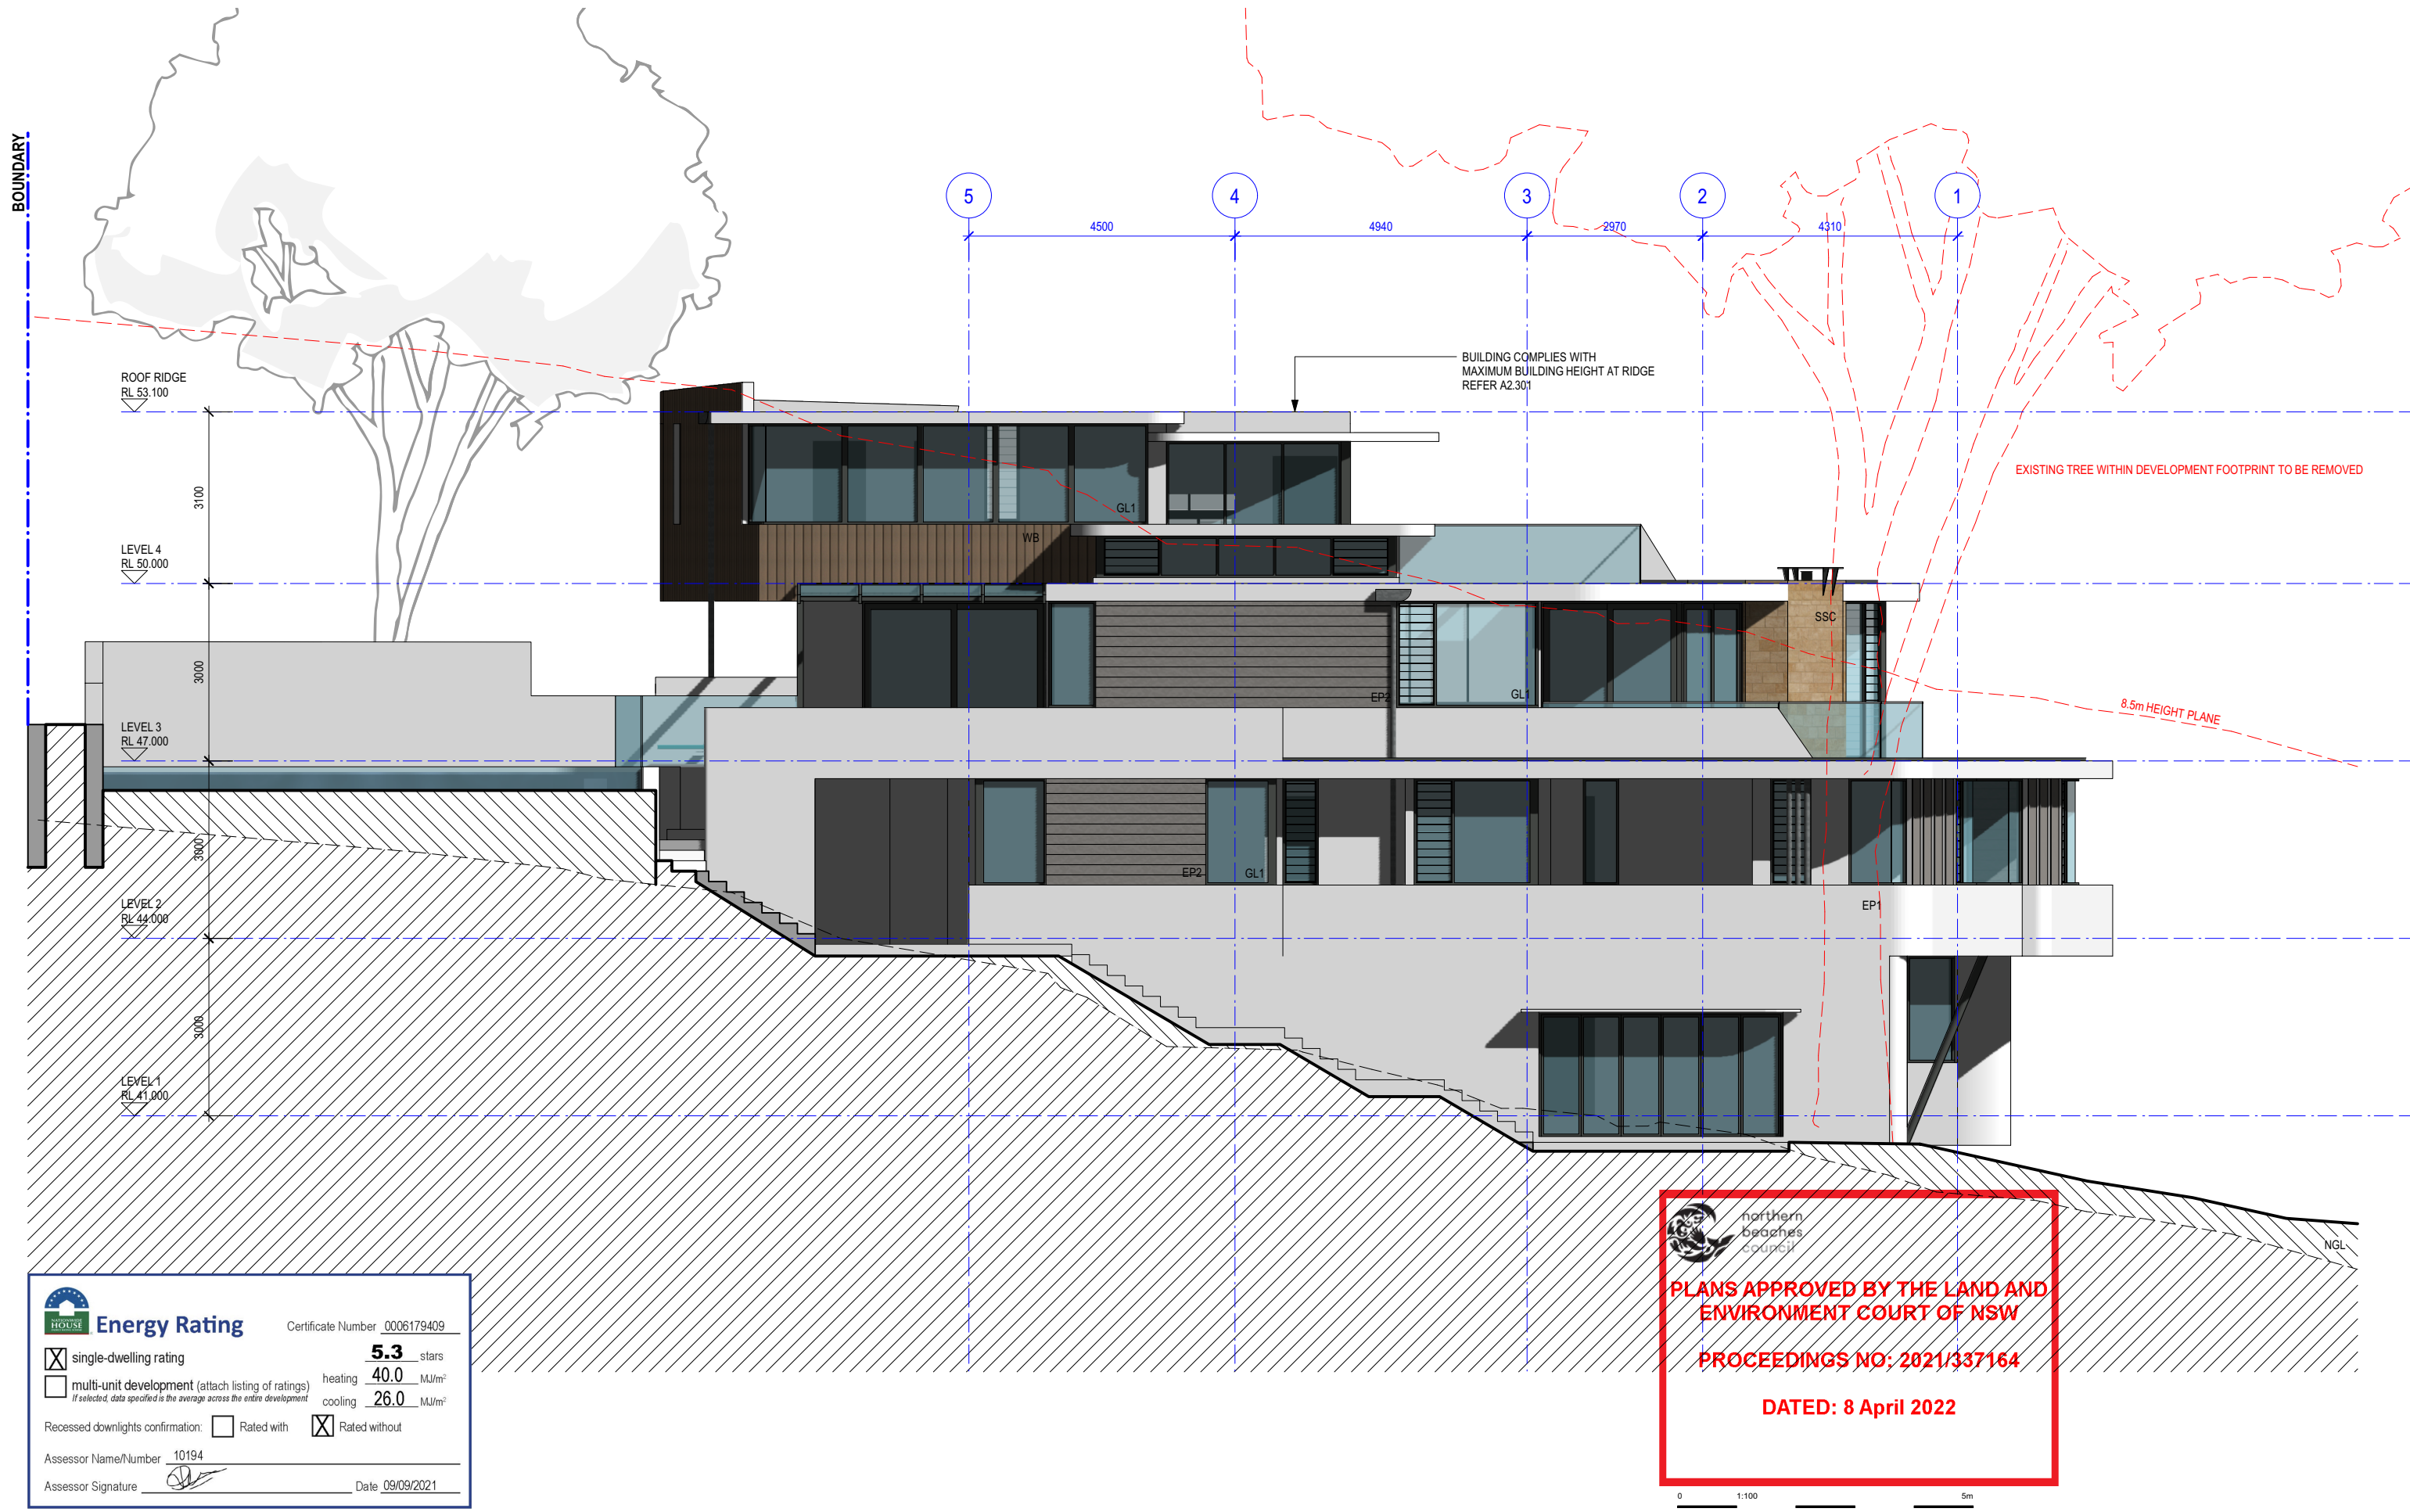 BOUNDARY
5
4
3
2
1
4500
4940
2970
4310
BUILDING COMPLIES WITH
MAXIMUM BUILDING HEIGHT AT RIDGE
REFER A2.301
ROOF RIDGE
RL 53.100
3100
EXISTING TREE WITHIN DEVELOPMENT FOOTPRINT TO BE REMOVED
GL1
WB
LEVEL 4
RL 50.000
SSC
3000
EP2
GL1
8.5m HEIGHT PLANE
LEVEL 3
RL 47.000
3000
EP2
GL1
EP1
LEVEL 2
RL 44.000
3000
LEVEL 1
RL 41.000
NGL
northern
beaches
council
PLANS APPROVED BY THE LAND AND
ENVIRONMENT COURT OF NSW
PROCEEDINGS NO: 2021/337164
DATED: 8 April 2022
0 1:100 5m
NATIONWIDE
HOUSE
Energy Rating
Certificate Number 0006179409
X single-dwelling rating
5.3 stars
multi-unit development (attach listing of ratings)
If selected, data specified is the average across the entire development
heating 40.0 MJ/m²
cooling 26.0 MJ/m²
Recessed downlights confirmation: Rated with X Rated without
Assessor Name/Number 10194
Assessor Signature
Date 09/09/2021